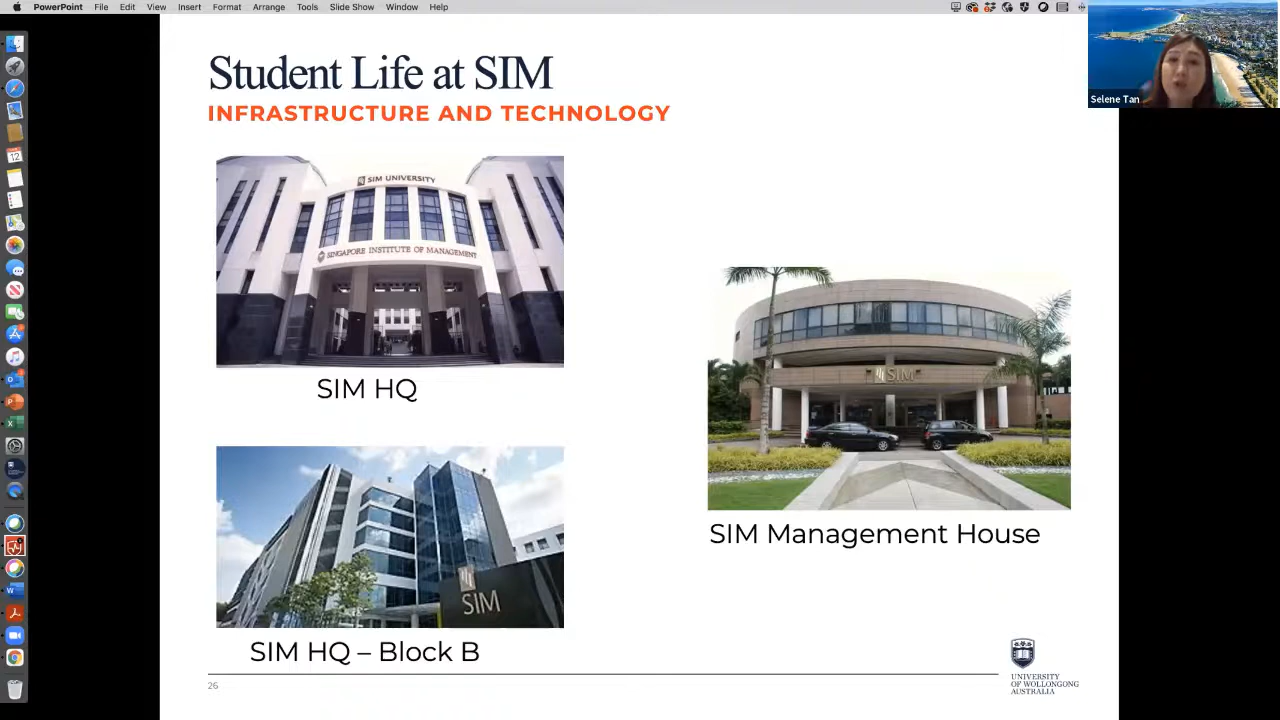 PowerPoint File Edit View Insert Format Arrange Tools Slide Show Window Help
Selene Tan
Student Life at SIM
INFRASTRUCTURE AND TECHNOLOGY
SIM UNIVERSITY
SINGAPORE INSTITUTE OF MANAGEMENT
SIM HQ
SIM
SIM Management House
SIM
SIM HQ – Block B
26
UNIVERSITY
OF WOLLONGONG
AUSTRALIA
12